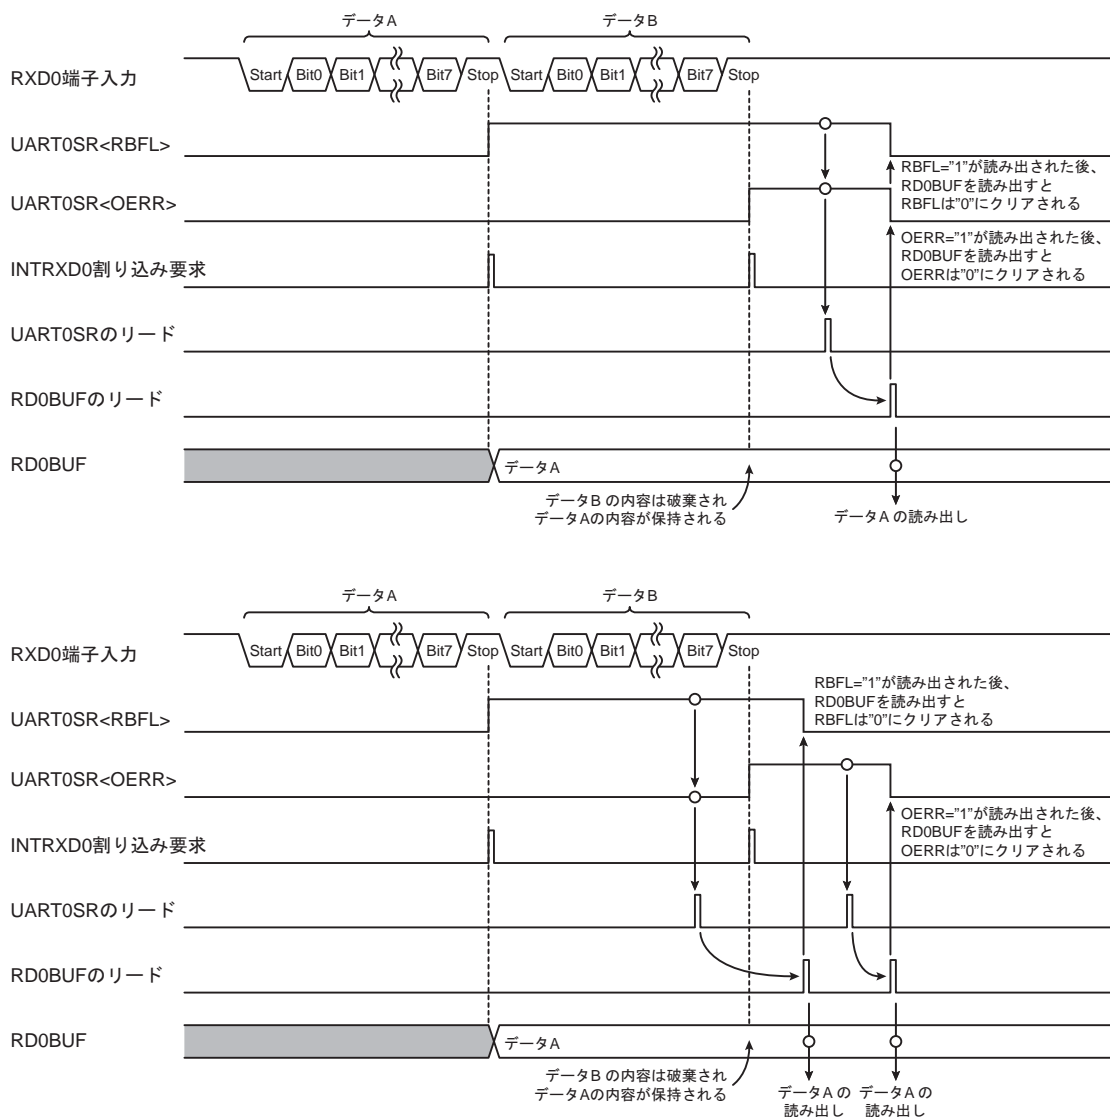 データA データB
RXD0端子入力 Start Bit0 Bit1 Bit7 Stop Start Bit0 Bit1 Bit7 Stop
UART0SR<RBFL>
RBFL="1"が読み出された後、
RD0BUFを読み出すと
RBFLは"0"にクリアされる
UART0SR<OERR>
OERR="1"が読み出された後、
RD0BUFを読み出すと
OERRは"0"にクリアされる
INTRXD0割り込み要求
UART0SRのリード
RD0BUFのリード
RD0BUF データA
データB の内容は破棄され
データAの内容が保持される
データA の読み出し
データA データB
RXD0端子入力 Start Bit0 Bit1 Bit7 Stop Start Bit0 Bit1 Bit7 Stop
RBFL="1"が読み出された後、
RD0BUFを読み出すと
RBFLは"0"にクリアされる
UART0SR<RBFL>
UART0SR<OERR>
OERR="1"が読み出された後、
RD0BUFを読み出すと
OERRは"0"にクリアされる
INTRXD0割り込み要求
UART0SRのリード
RD0BUFのリード
RD0BUF データA
データB の内容は破棄され
データAの内容が保持される
データA の
読み出し
データA の
読み出し